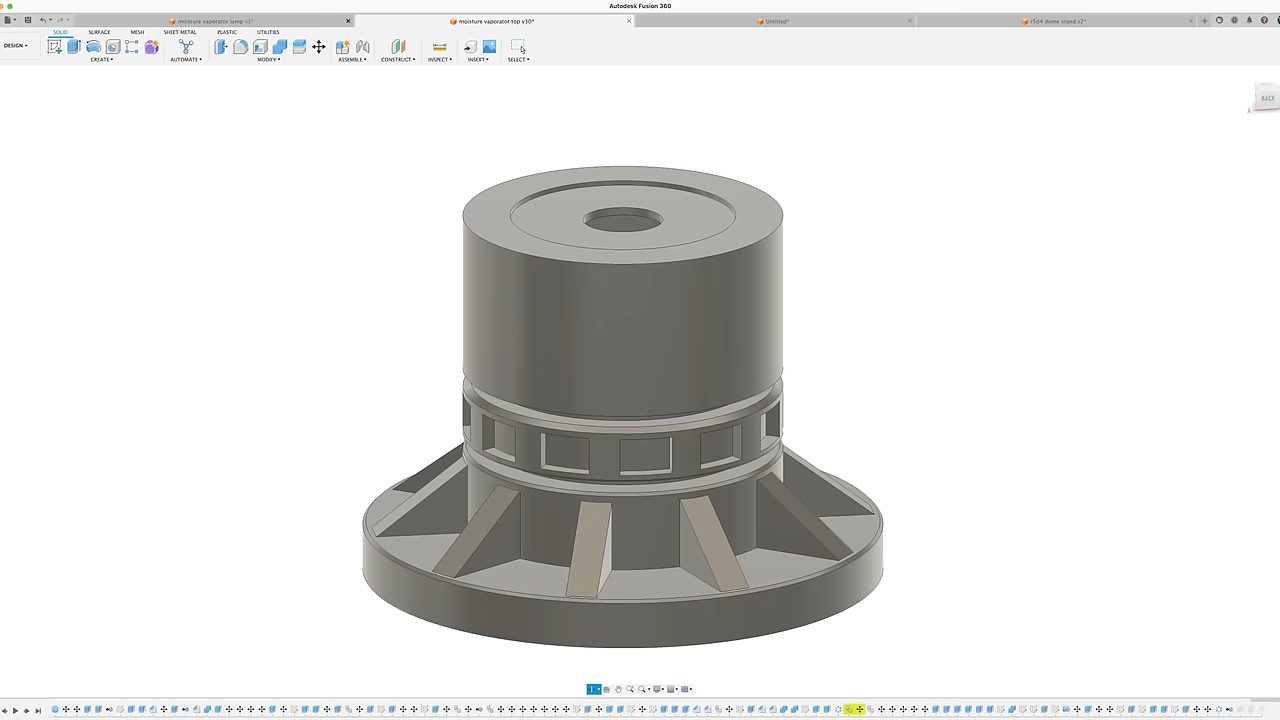 Autodesk Fusion 360
moisture vaporator lamp v1*
moisture vaporator top v30*
Untitled*
r5d4 dome stand v2*
SOLID SURFACE MESH SHEET METAL PLASTIC UTILITIES
DESIGN
CREATE AUTOMATE MODIFY ASSEMBLE CONSTRUCT INSPECT INSERT SELECT
BACK